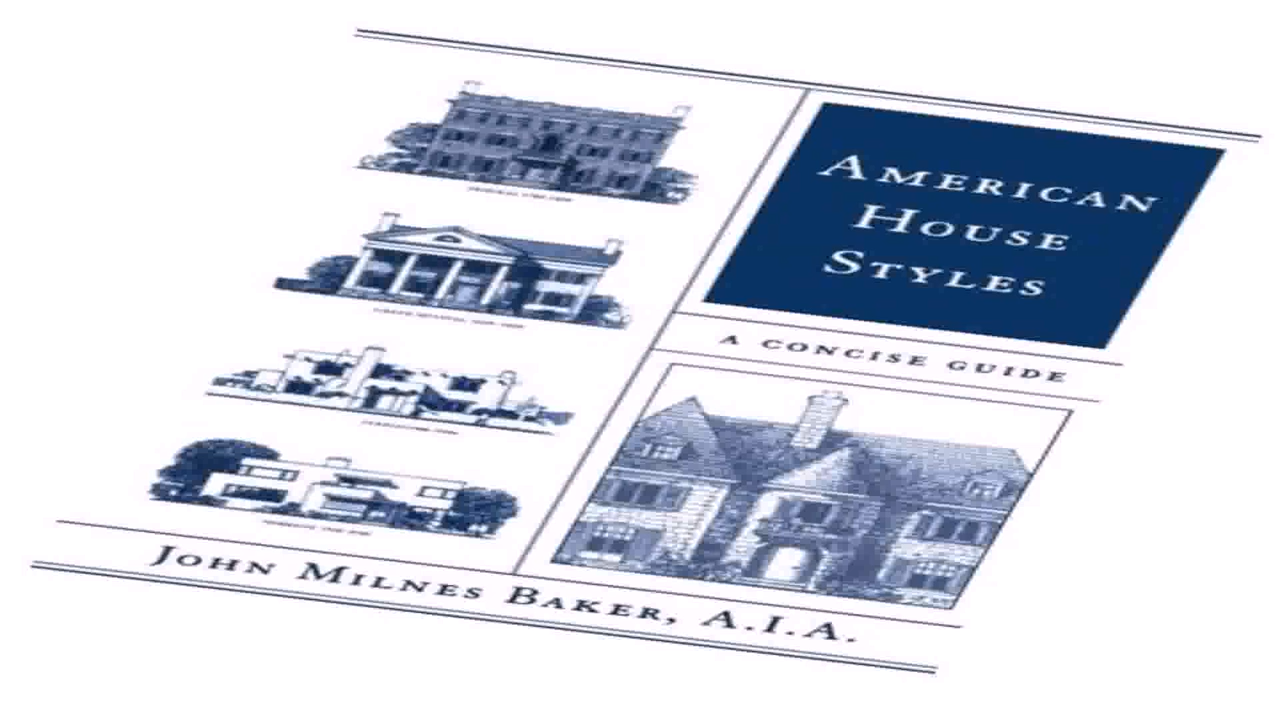 AMERICAN
HOUSE
STYLES
A CONCISE GUIDE
JOHN MILNES BAKER, A.I.A.